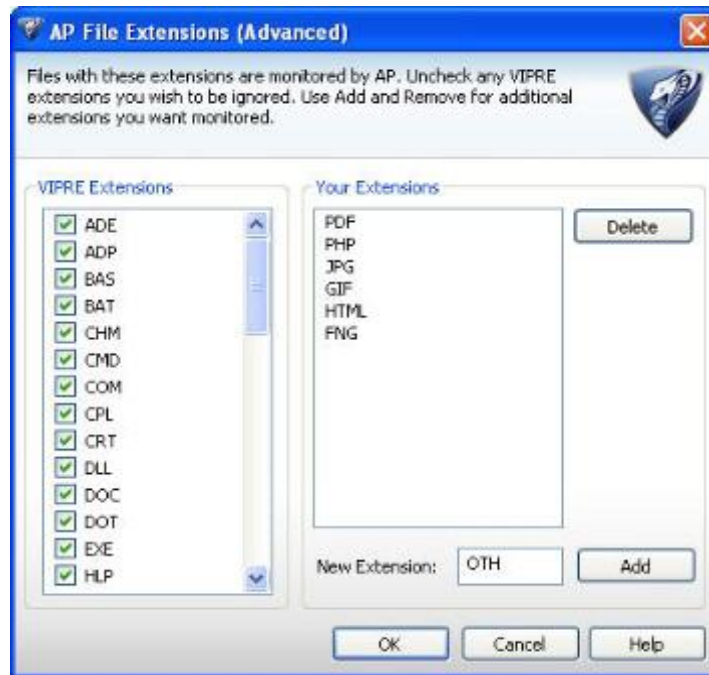 AP File Extensions (Advanced)
Files with these extensions are monitored by AP. Uncheck any VIPRE
extensions you wish to be ignored. Use Add and Remove for additional
extensions you want monitored.
VIPRE Extensions
ADE
ADP
BAS
BAT
CHM
CMD
COM
CPL
CRT
DLL
DOC
DOT
EXE
HLP
Your Extensions
PDF
PHP
JPG
GIF
HTML
FNG
Delete
New Extension:
OTH
Add
OK
Cancel
Help